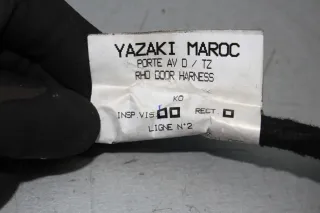 YAZAKI MAROC
PORTE AV D / TZ
RHD DOOR HARNESS
KO
INSP. VIS. RECT.
LIGNE N°2